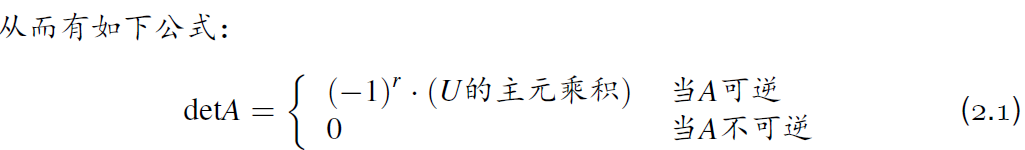 从而有如下公式：
detA = { (−1)^r · (U的主元乘积) 当A可逆
0 当A不可逆 (2.1)